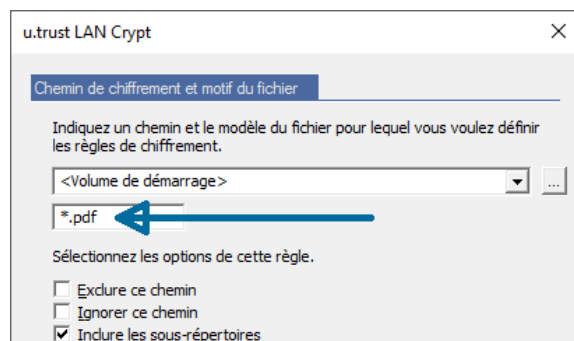 u.trust LAN Crypt
Chemin de chiffrement et motif du fichier
Indiquez un chemin et le modèle du fichier pour lequel vous voulez définir
les règles de chiffrement.
<Volume de démarrage>
...
*.pdf
Sélectionnez les options de cette règle.
Exclure ce chemin
Ignorer ce chemin
Inclure les sous-répertoires